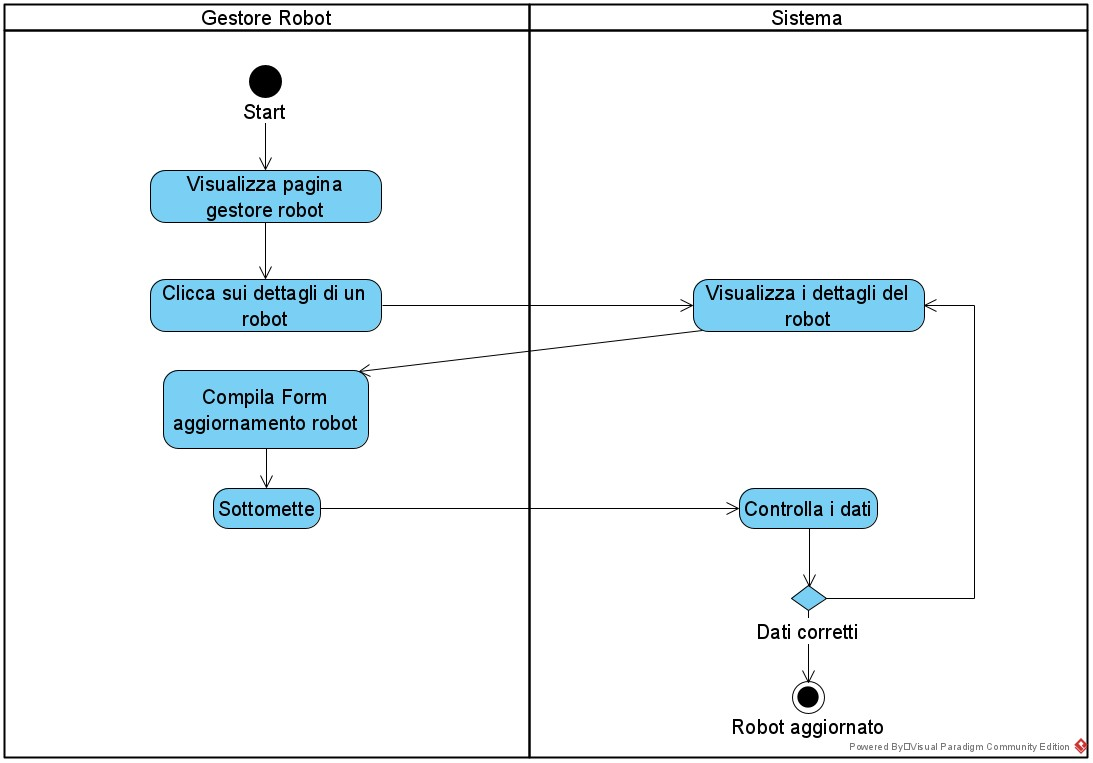 Gestore Robot
Sistema
Start
Visualizza pagina
gestore robot
Clicca sui dettagli di un
robot
Visualizza i dettagli del
robot
Compila Form
aggiornamento robot
Sottomette
Controlla i dati
Dati corretti
Robot aggiornato
Powered By Visual Paradigm Community Edition